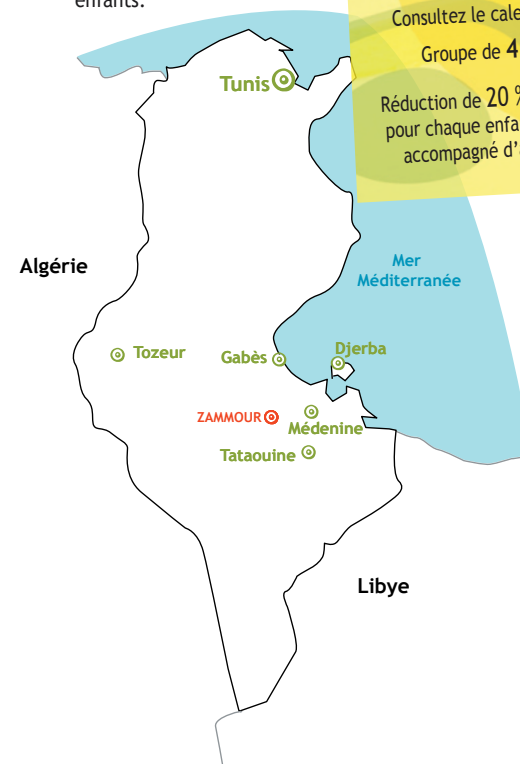 enfants.
Consultez le cale
Groupe de 4
Réduction de 20 %
pour chaque enfa
accompagné d'a
Tunis
Algérie
Mer
Méditerranée
Tozeur
Gabès
Djerba
ZAMMOUR
Médenine
Tataouine
Libye